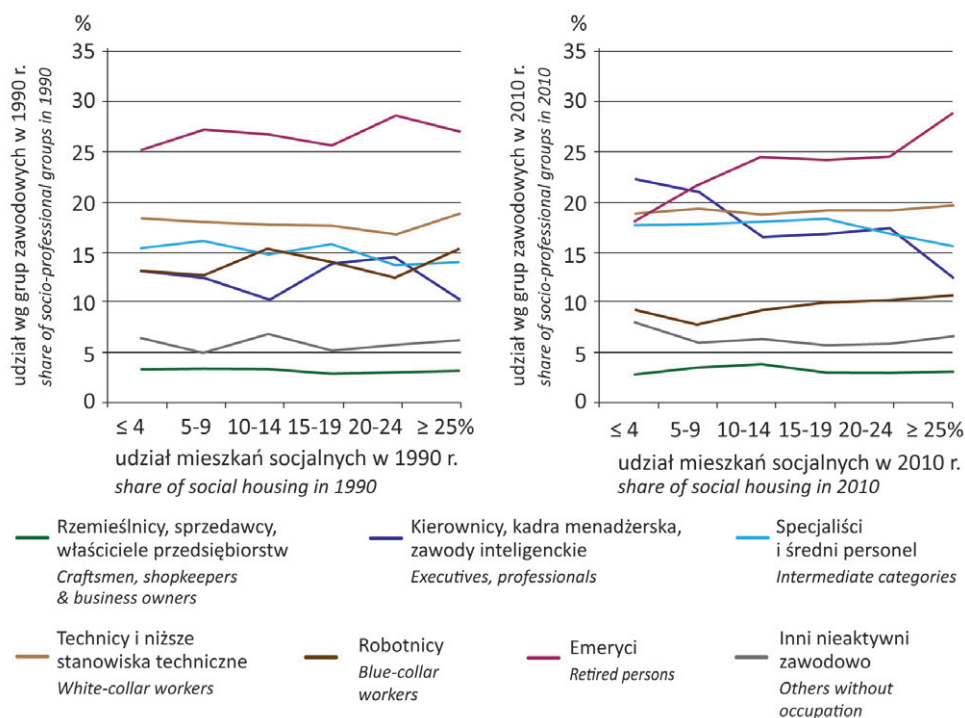 %
35
30
25
20
15
10
5
0
udział wg grup zawodowych w 1990 r.
share of socio-professional groups in 1990
≤ 4 5-9 10-14 15-19 20-24 ≥ 25%
udział mieszkań socjalnych w 1990 r.
share of social housing in 1990
%
35
30
25
20
15
10
5
0
udział wg grup zawodowych w 2010 r.
share of socio-professional groups in 2010
≤ 4 5-9 10-14 15-19 20-24 ≥ 25%
udział mieszkań socjalnych w 2010 r.
share of social housing in 2010
Rzemieślnicy, sprzedawcy,
właściciele przedsiębiorstw
Craftsmen, shopkeepers
& business owners
Kierownicy, kadra menadżerska,
zawody inteligenckie
Executives, professionals
Specjaliści
i średni personel
Intermediate categories
Technicy i niższe
stanowiska techniczne
White-collar workers
Robotnicy
Blue-collar
workers
Emeryci
Retired persons
Inni nieaktywni
zawodowo
Others without
occupation